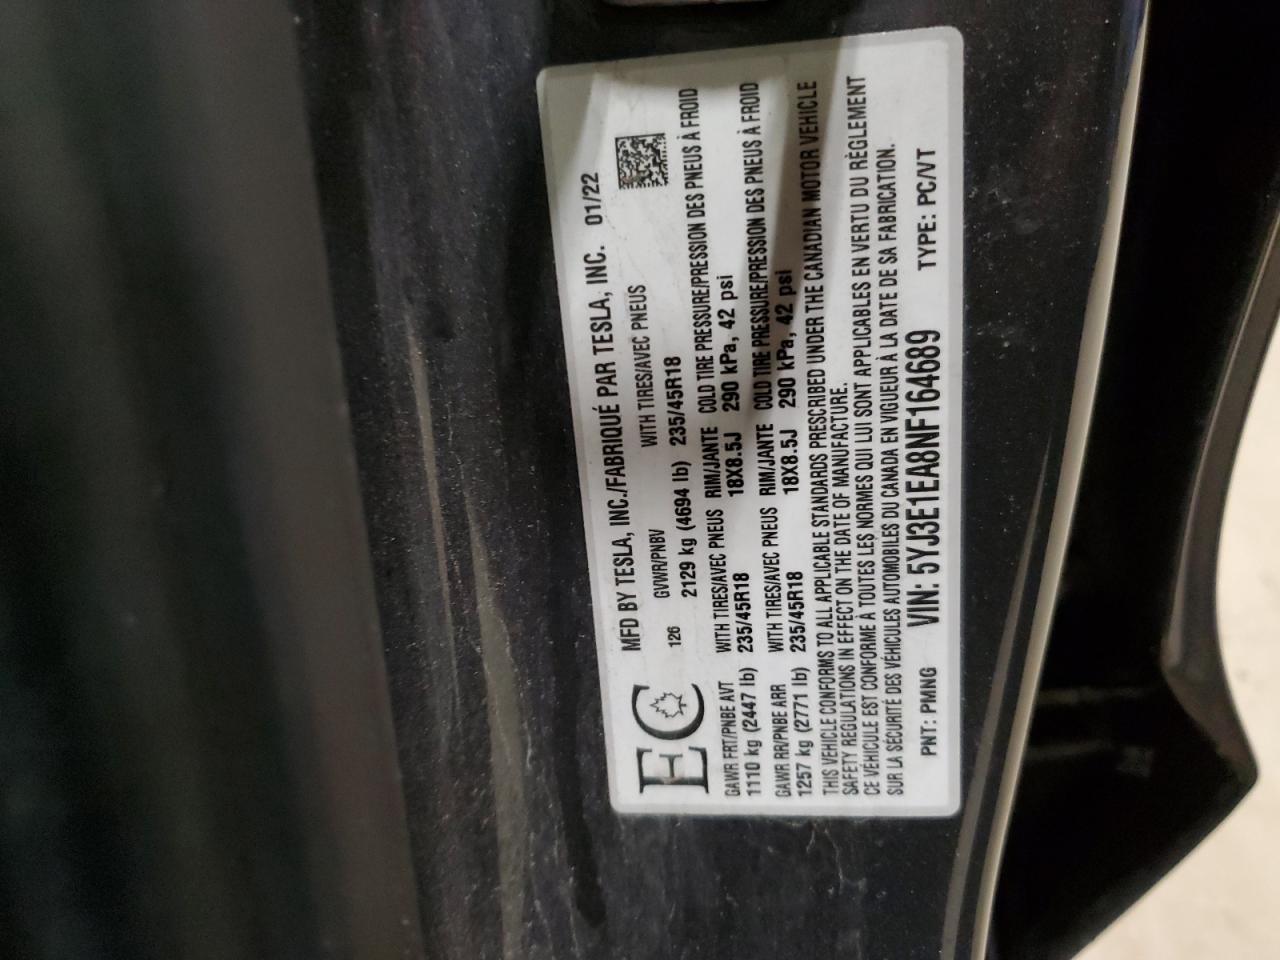 MFD BY TESLA, INC./FABRIQUÉ PAR TESLA, INC. 01/22
126 GVWR/PNBV WITH TIRES/AVEC PNEUS
2129 kg (4694 lb) 235/45R18
EC
GAWR FRT/PNBE AVT WITH TIRES/AVEC PNEUS RIM/JANTE COLD TIRE PRESSURE/PRESSION DES PNEUS À FROID
1110 kg (2447 lb) 235/45R18 18X8.5J 290 kPa, 42 psi
GAWR RR/PNBE ARR WITH TIRES/AVEC PNEUS RIM/JANTE COLD TIRE PRESSURE/PRESSION DES PNEUS À FROID
1257 kg (2771 lb) 235/45R18 18X8.5J 290 kPa, 42 psi
THIS VEHICLE CONFORMS TO ALL APPLICABLE STANDARDS PRESCRIBED UNDER THE CANADIAN MOTOR VEHICLE
SAFETY REGULATIONS IN EFFECT ON THE DATE OF MANUFACTURE.
CE VÉHICULE EST CONFORME À TOUTES LES NORMES QUI LUI SONT APPLICABLES EN VERTU DU RÈGLEMENT
SUR LA SÉCURITÉ DES VÉHICULES AUTOMOBILES DU CANADA EN VIGUEUR À LA DATE DE SA FABRICATION.
PNT: PMNG VIN: 5YJ3E1EA8NF164689 TYPE: PC/VT